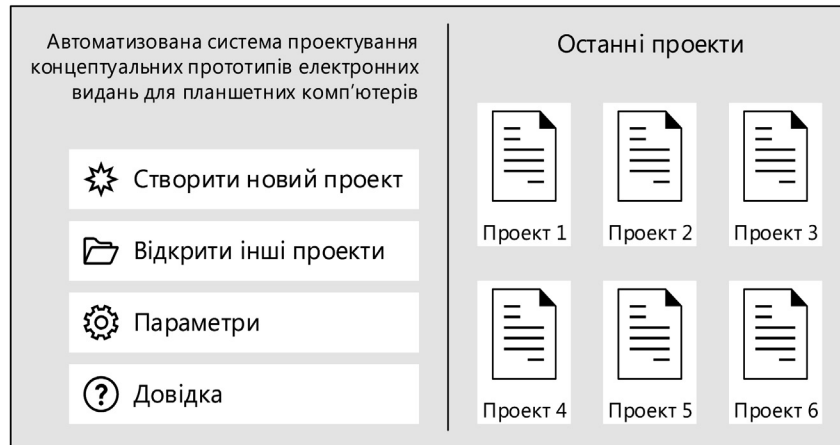 Автоматизована система проектування
концептуальних прототипів електронних
видань для планшетних комп'ютерів
Створити новий проект
Відкрити інші проекти
Параметри
?
Довідка
Останні проекти
Проект 1
Проект 2
Проект 3
Проект 4
Проект 5
Проект 6